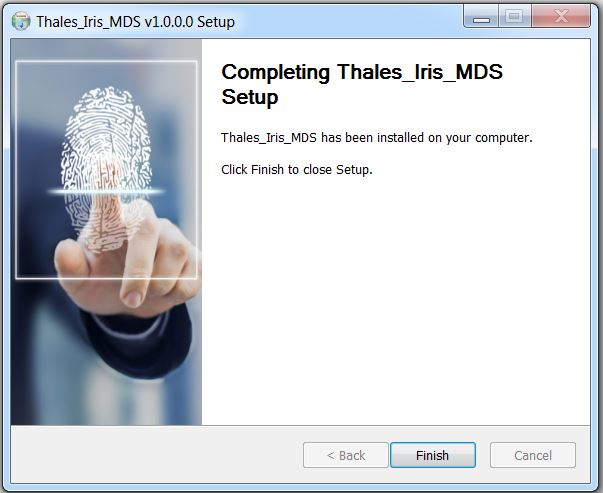 Thales_Iris_MDS v1.0.0.0 Setup
Completing Thales_Iris_MDS
Setup
Thales_Iris_MDS has been installed on your computer.
Click Finish to close Setup.
< Back
Finish
Cancel